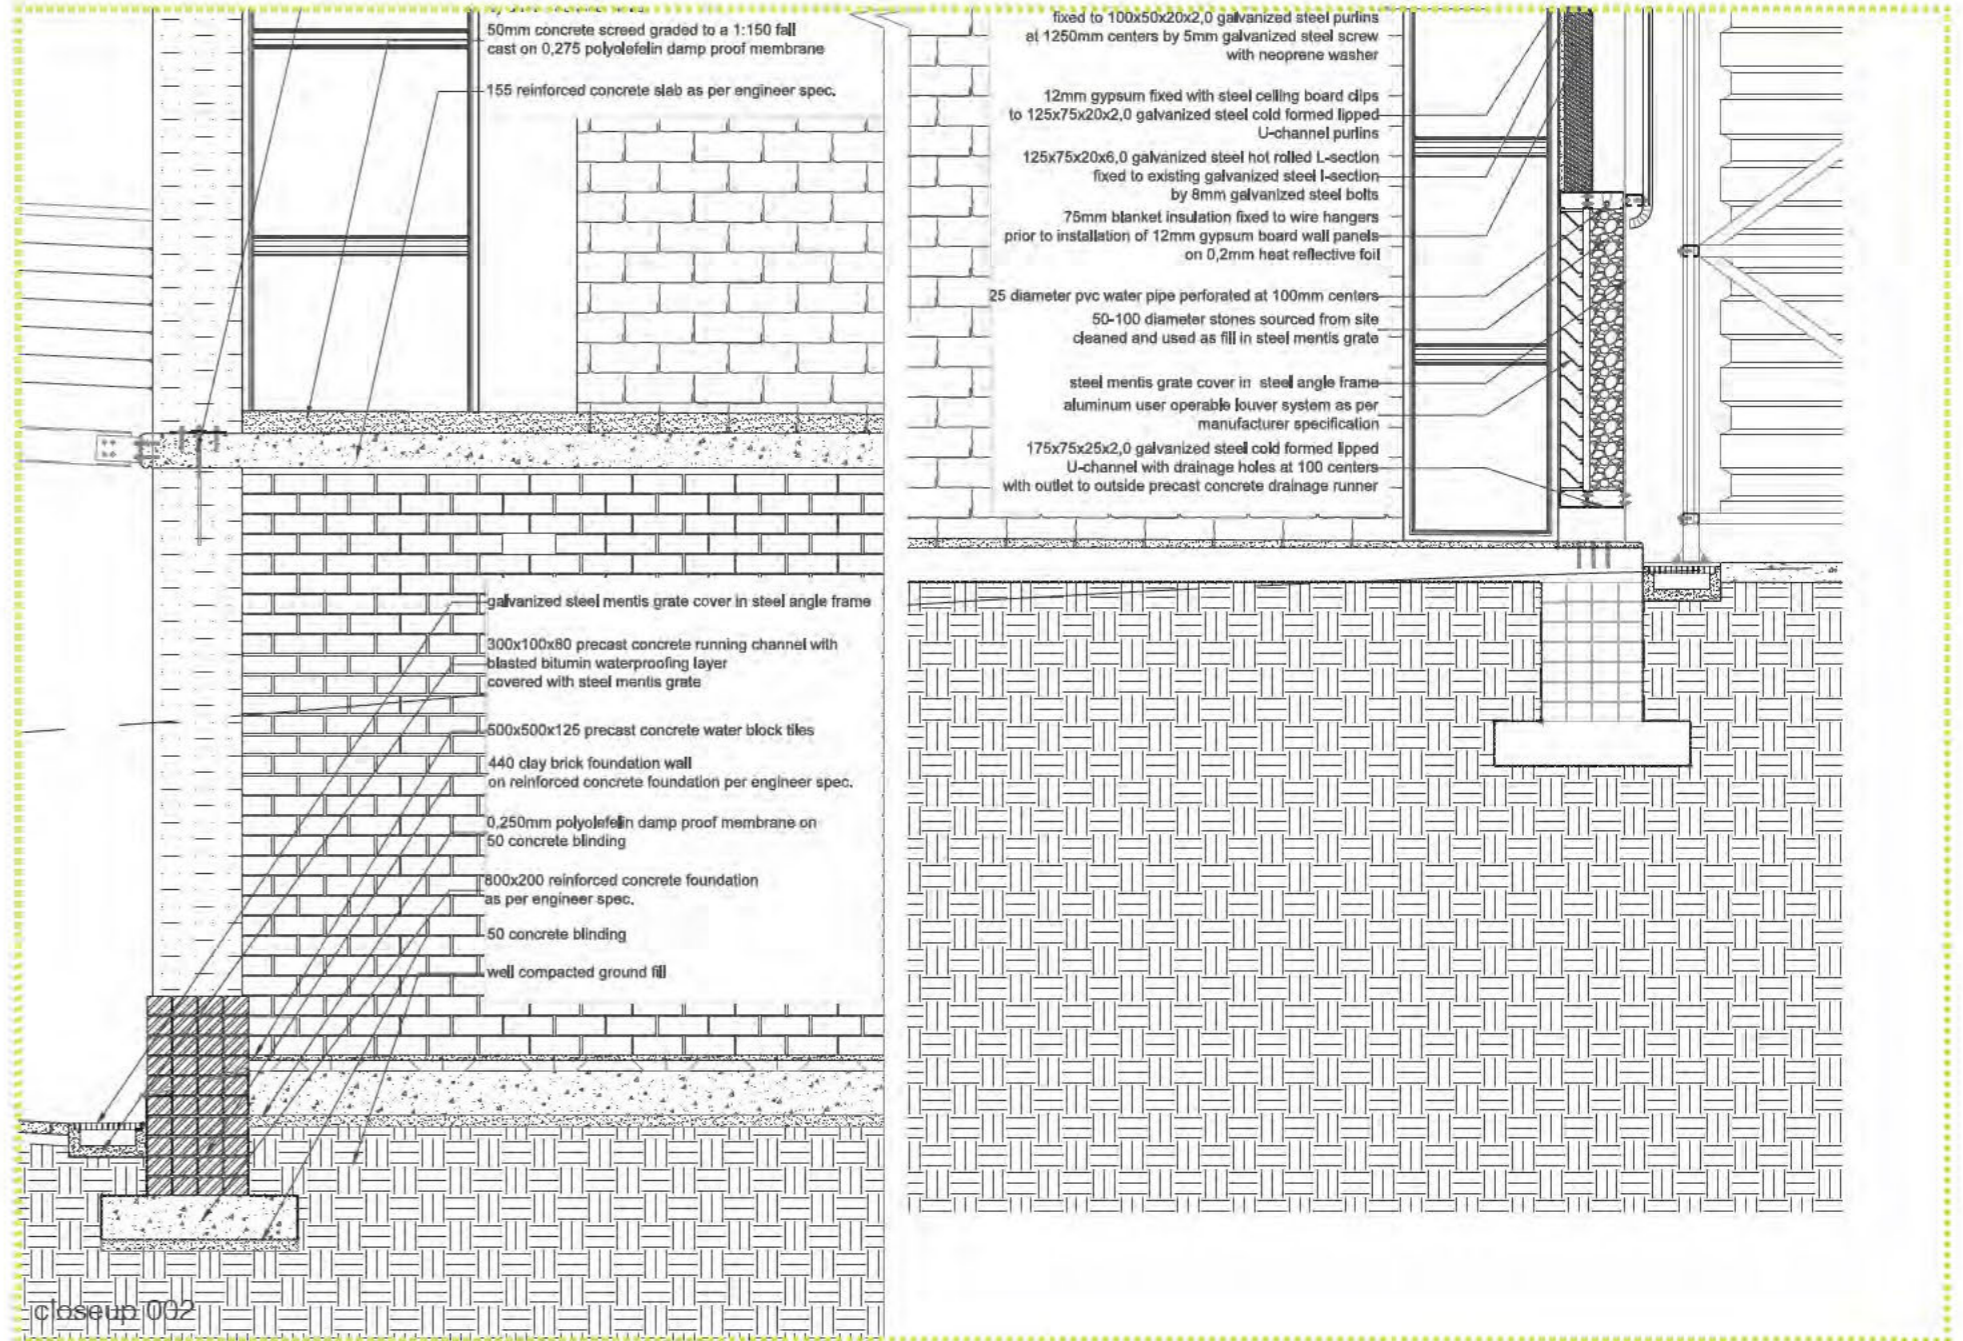 50mm concrete screed graded to a 1:150 fall
cast on 0,275 polyolefelin damp proof membrane
155 reinforced concrete slab as per engineer spec.
galvanized steel mentis grate cover in steel angle frame
300x100x80 precast concrete running channel with
blasted bitumin waterproofing layer
covered with steel mentis grate
500x500x125 precast concrete water block tiles
440 clay brick foundation wall
on reinforced concrete foundation per engineer spec.
0,250mm polyolefelin damp proof membrane on
50 concrete blinding
800x200 reinforced concrete foundation
as per engineer spec.
50 concrete blinding
well compacted ground fill
closeup 002
fixed to 100x50x20x2,0 galvanized steel purlins
at 1250mm centers by 5mm galvanized steel screw
with neoprene washer
12mm gypsum fixed with steel ceiling board clips
to 125x75x20x2,0 galvanized steel cold formed lipped
U-channel purlins
125x75x20x6,0 galvanized steel hot rolled L-section
fixed to existing galvanized steel I-section
by 8mm galvanized steel bolts
75mm blanket insulation fixed to wire hangers
prior to installation of 12mm gypsum board wall panels
on 0,2mm heat reflective foil
25 diameter pvc water pipe perforated at 100mm centers
50-100 diameter stones sourced from site
cleaned and used as fill in steel mentis grate
steel mentis grate cover in steel angle frame
aluminum user operable louver system as per
manufacturer specification
175x75x25x2,0 galvanized steel cold formed lipped
U-channel with drainage holes at 100 centers
with outlet to outside precast concrete drainage runner